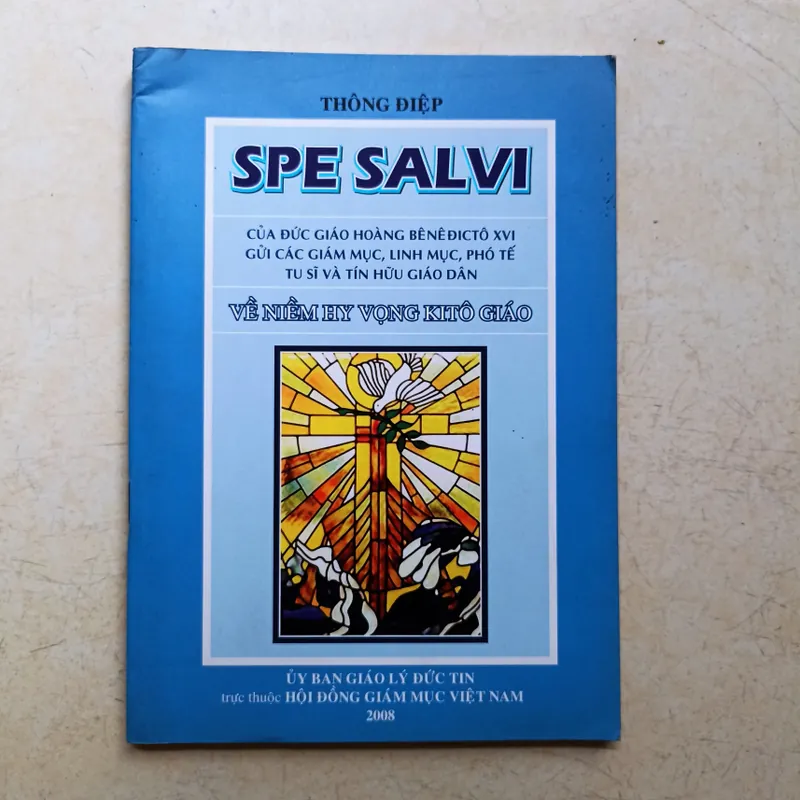 THÔNG ĐIỆP
SPE SALVI
CỦA ĐỨC GIÁO HOÀNG BÊNÊĐICTÔ XVI
GỬI CÁC GIÁM MỤC, LINH MỤC, PHÓ TẾ
TU SĨ VÀ TÍN HỮU GIÁO DÂN
VỀ NIỀM HY VỌNG KITÔ GIÁO
ỦY BAN GIÁO LÝ ĐỨC TIN
trực thuộc HỘI ĐỒNG GIÁM MỤC VIỆT NAM
2008